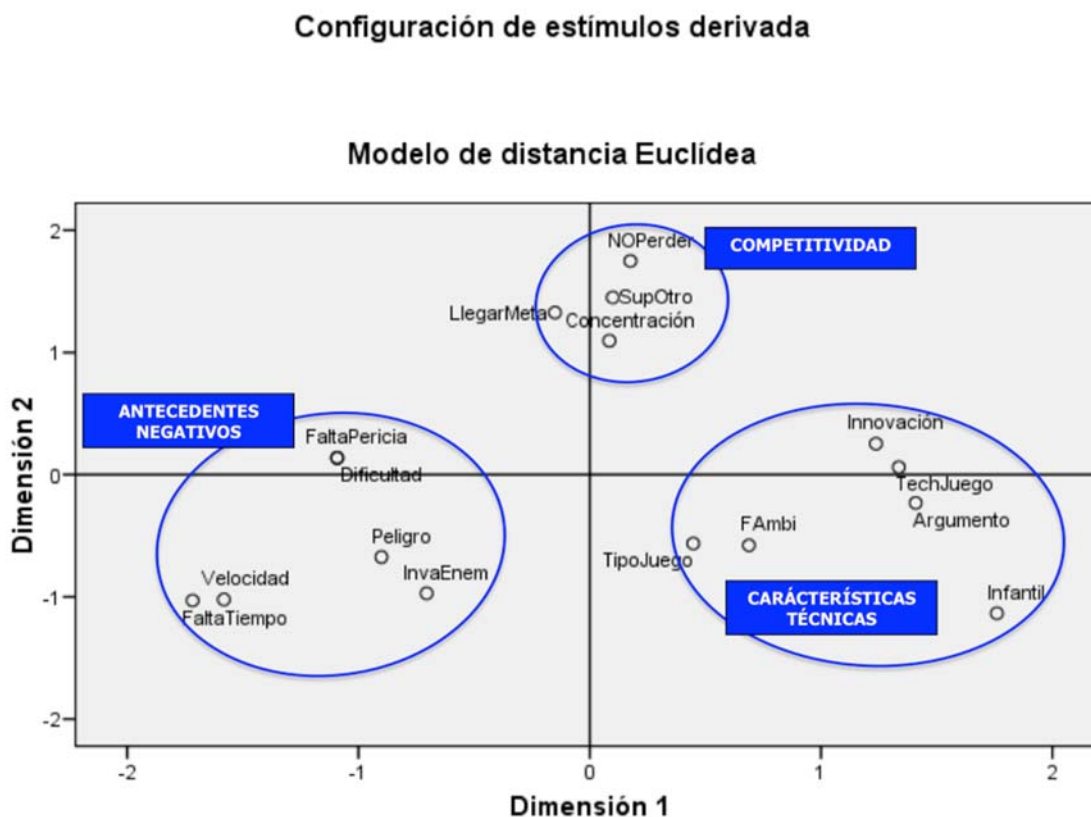 Configuración de estímulos derivada
Modelo de distancia Euclídea
Dimensión 2
2
1
0
-1
-2
NOPerder
COMPETITIVIDAD
SupOtro
LlegarMeta
Concentración
ANTECEDENTES
NEGATIVOS
FaltaPericia
Dificultad
Innovación
TechJuego
Argumento
Peligro
FAmbi
InvaEnem
TipoJuego
Velocidad
FaltaTiempo
CARÁCTERÍSTICAS
TÉCNICAS
Infantil
-2
-1
0
1
2
Dimensión 1